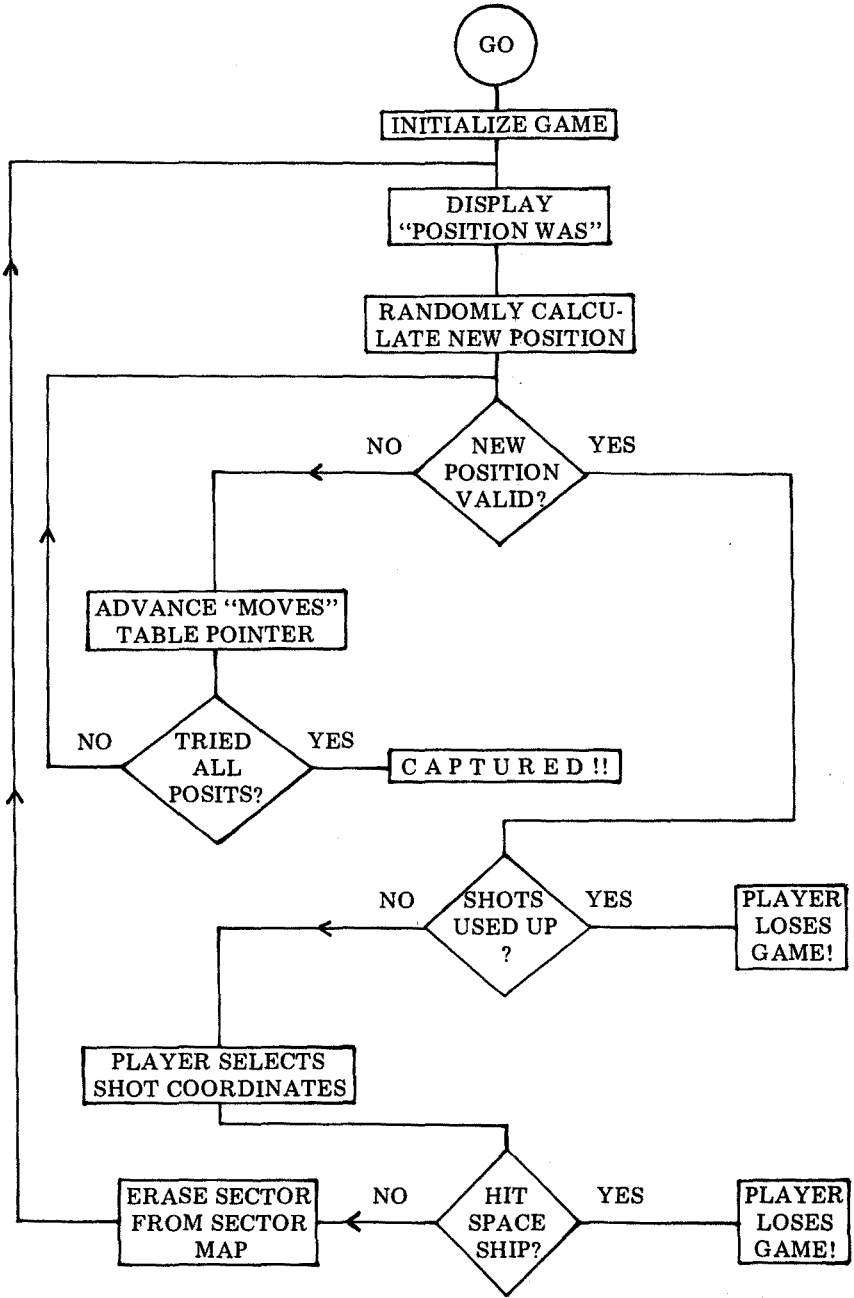 GO
INITIALIZE GAME
DISPLAY
“POSITION WAS”
RANDOMLY CALCU-
LATE NEW POSITION
NO
NEW
POSITION
VALID?
YES
ADVANCE “MOVES”
TABLE POINTER
NO
TRIED
ALL
POSITS?
YES
C A P T U R E D !!
NO
SHOTS
USED UP
?
YES
PLAYER
LOSES
GAME!
PLAYER SELECTS
SHOT COORDINATES
ERASE SECTOR
FROM SECTOR
MAP
NO
HIT
SPACE
SHIP?
YES
PLAYER
LOSES
GAME!